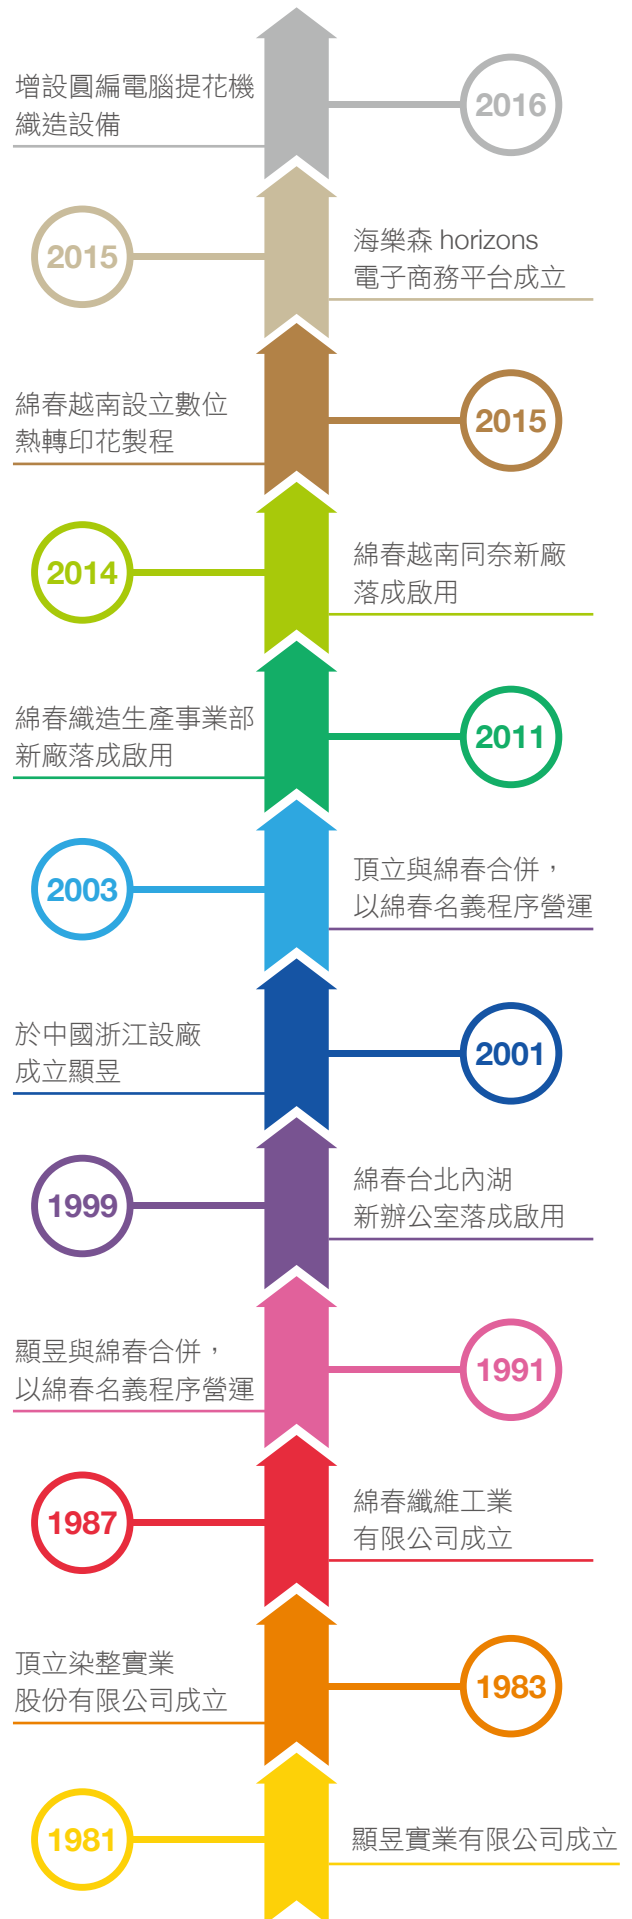 增設圓編電腦提花機
織造設備
2016
2015
海樂森 horizons
電子商務平台成立
綿春越南設立數位
熱轉印花製程
2015
2014
綿春越南同奈新廠
落成啟用
綿春織造生產事業部
新廠落成啟用
2011
2003
頂立與綿春合併，
以綿春名義程序營運
於中國浙江設廠
成立顯昱
2001
1999
綿春台北內湖
新辦公室落成啟用
顯昱與綿春合併，
以綿春名義程序營運
1991
1987
綿春纖維工業
有限公司成立
頂立染整實業
股份有限公司成立
1983
1981
顯昱實業有限公司成立